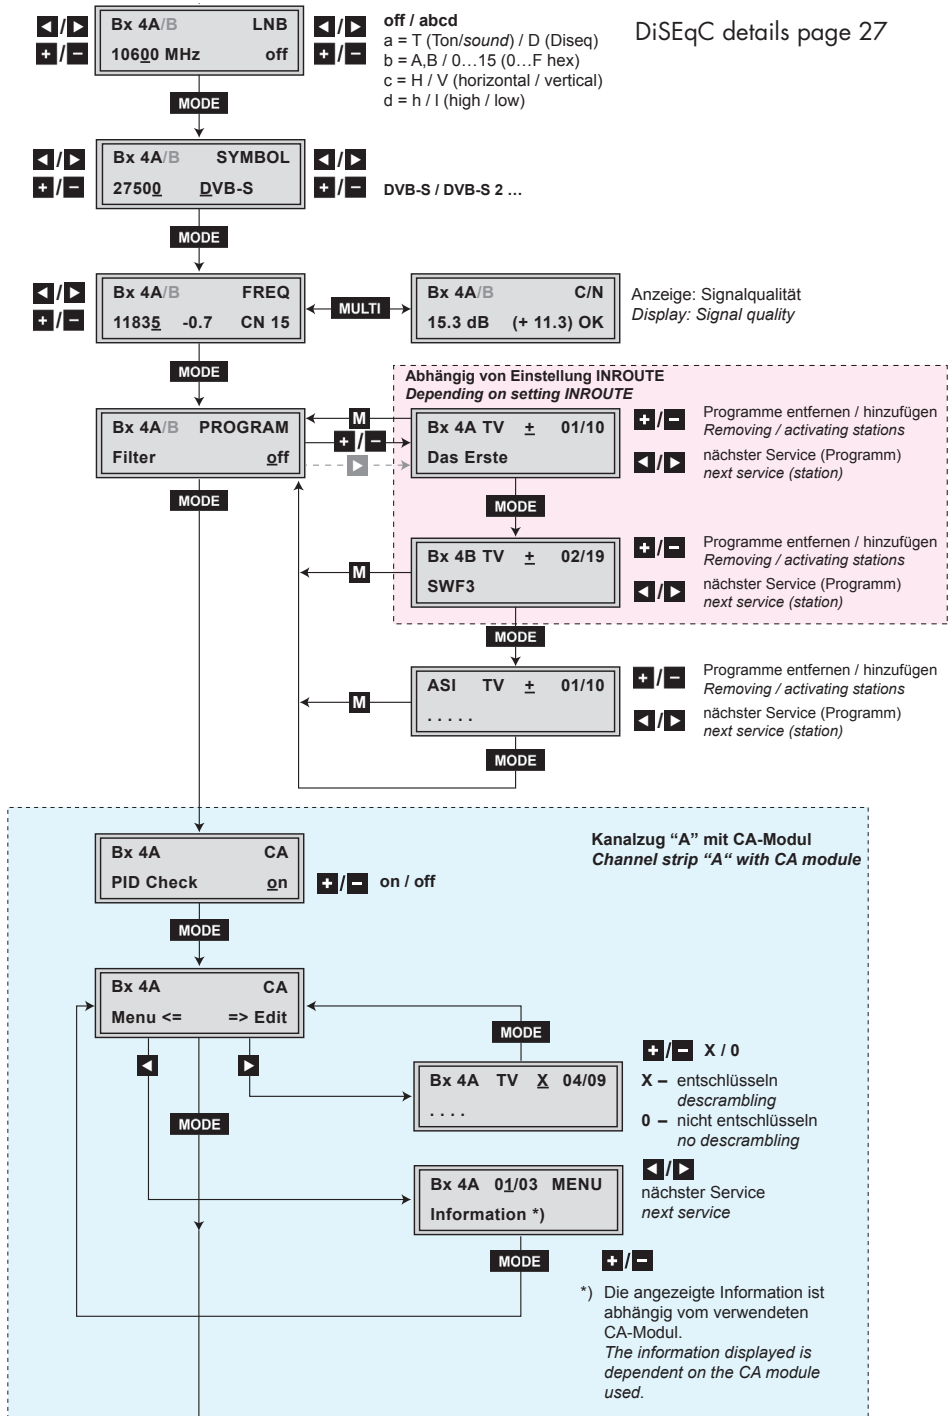 Bx 4A/B LNB
10600 MHz off
+/−
+/−
off / abcd
a = T (Ton/sound) / D (Diseq)
b = A,B / 0…15 (0…F hex)
c = H / V (horizontal / vertical)
d = h / l (high / low)
DiSEqC details page 27
MODE
Bx 4A/B SYMBOL
27500 DVB-S
+/−
+/−
DVB-S / DVB-S 2 ...
MODE
Bx 4A/B FREQ
11835 -0.7 CN 15
+/−
MULTI
Bx 4A/B C/N
15.3 dB (+ 11.3) OK
Anzeige: Signalqualität
Display: Signal quality
MODE
Abhängig von Einstellung INROUTE
Depending on setting INROUTE
Bx 4A/B PROGRAM
Filter off
M
+/−
Bx 4A TV ± 01/10
Das Erste
+/−
Programme entfernen / hinzufügen
Removing / activating stations
nächster Service (Programm)
next service (station)
MODE
MODE
M
Bx 4B TV ± 02/19
SWF3
+/−
Programme entfernen / hinzufügen
Removing / activating stations
nächster Service (Programm)
next service (station)
MODE
M
ASI TV ± 01/10
. . . . .
+/−
Programme entfernen / hinzufügen
Removing / activating stations
nächster Service (Programm)
next service (station)
MODE
Kanalzug “A” mit CA-Modul
Channel strip “A“ with CA module
Bx 4A CA
PID Check on
+/− on / off
MODE
Bx 4A CA
Menu <= => Edit
MODE
MODE
Bx 4A TV X 04/09
. . . .
+/− X / 0
X – entschlüsseln
descrambling
0 – nicht entschlüsseln
no descrambling
Bx 4A 01/03 MENU
Information *)
nächster Service
next service
MODE
+/−
*) Die angezeigte Information ist
abhängig vom verwendeten
CA-Modul.
The information displayed is
dependent on the CA module
used.